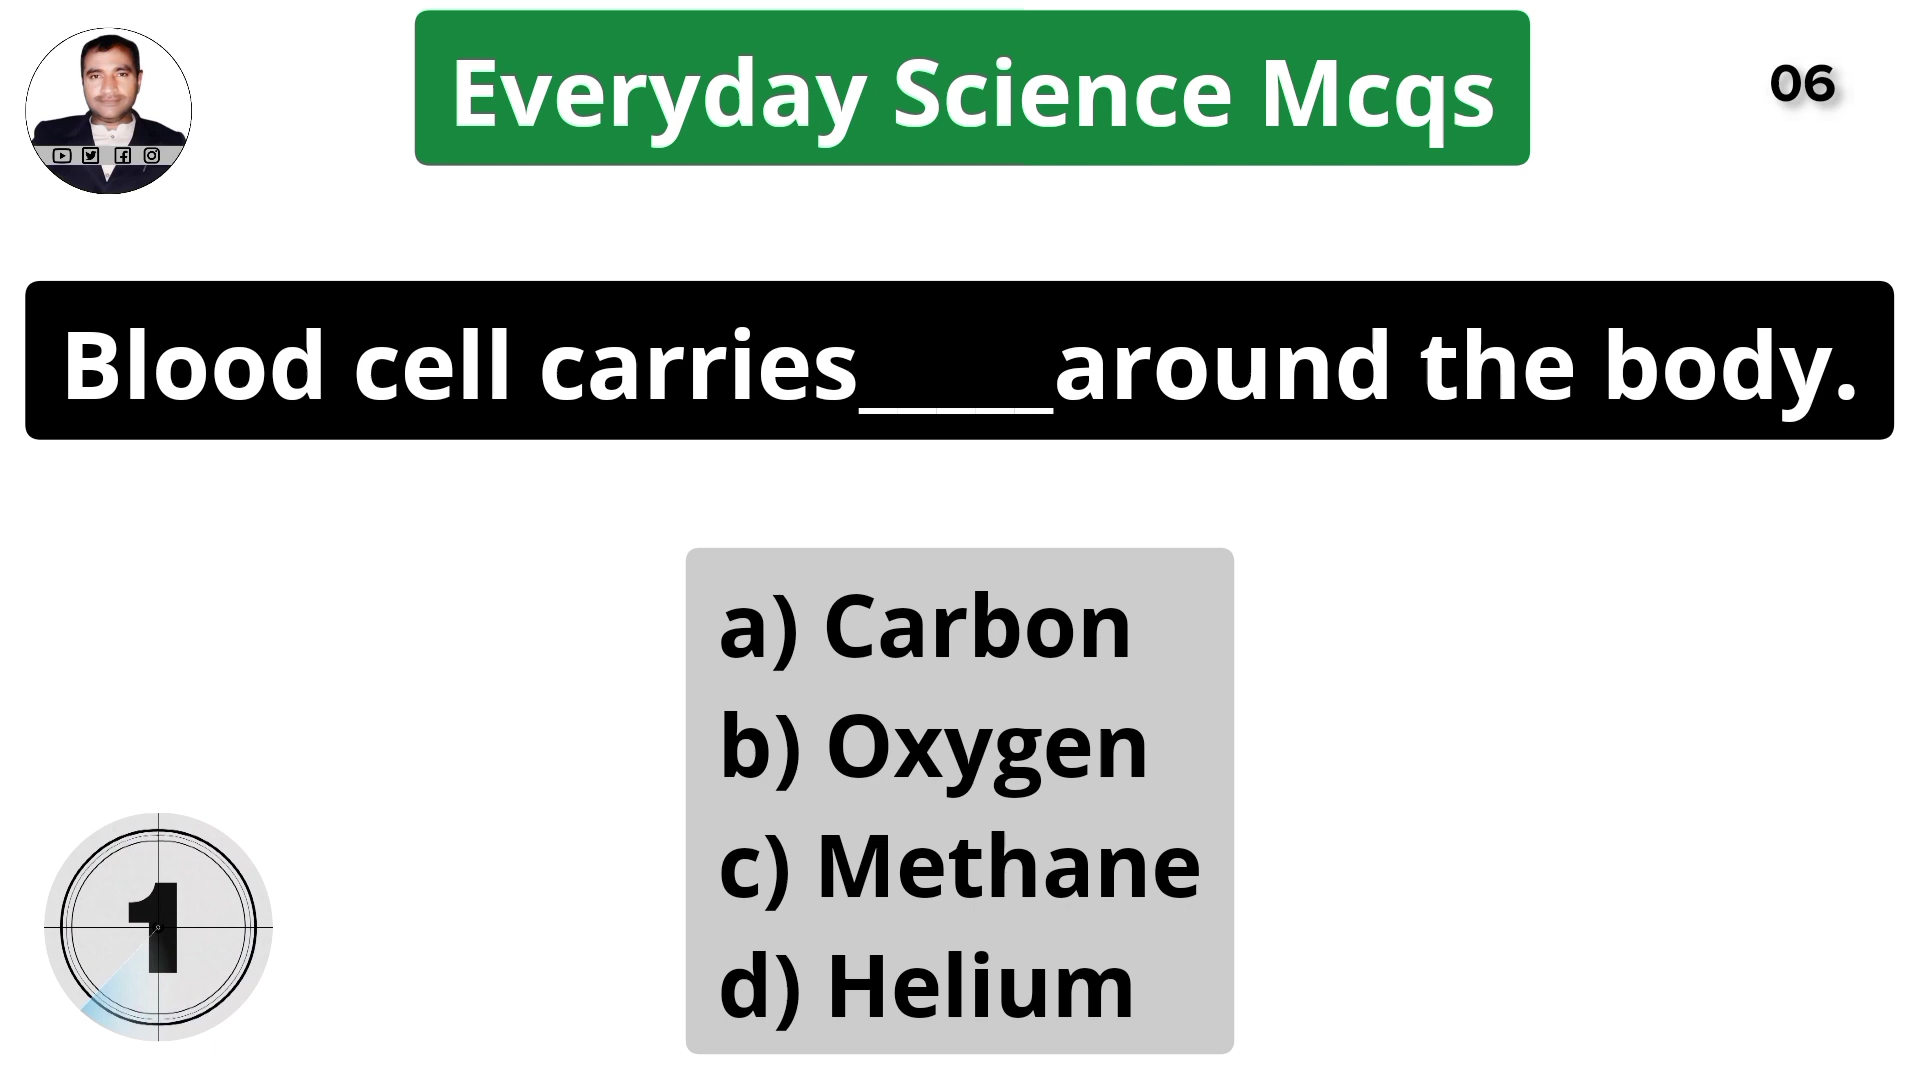 Everyday Science Mcqs
06
Blood cell carries_____around the body.
a) Carbon
b) Oxygen
c) Methane
d) Helium
1